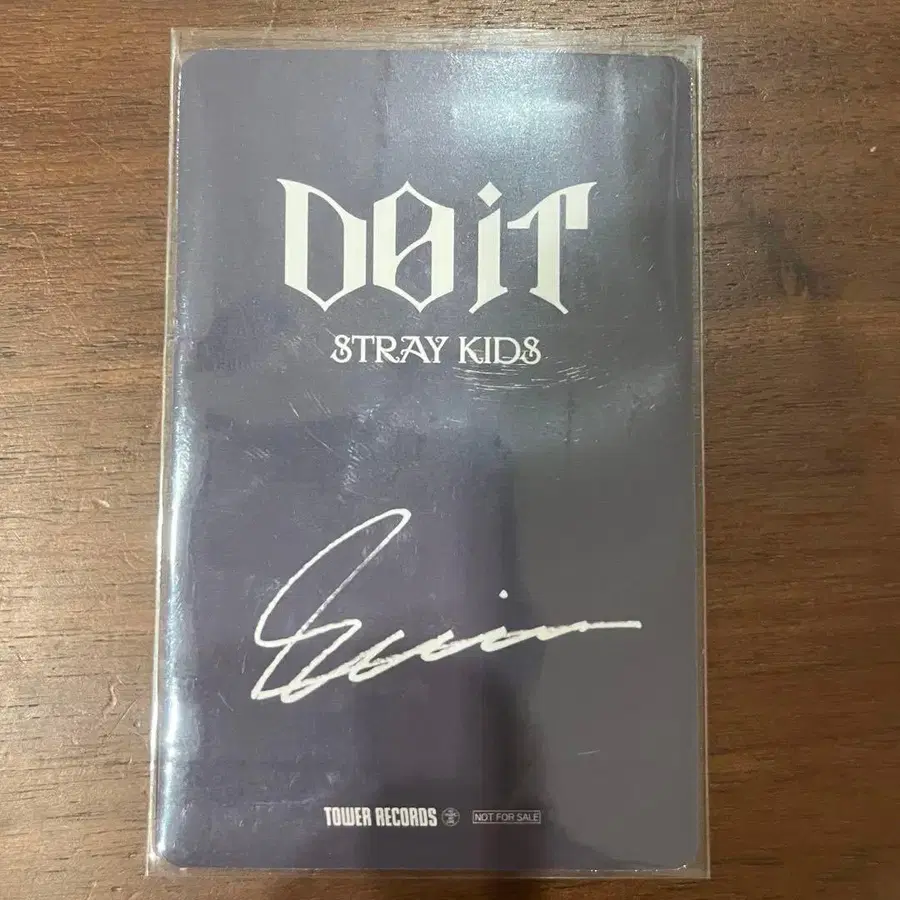 DO iT
STRAY KIDS
TOWER RECORDS
NOT FOR SALE